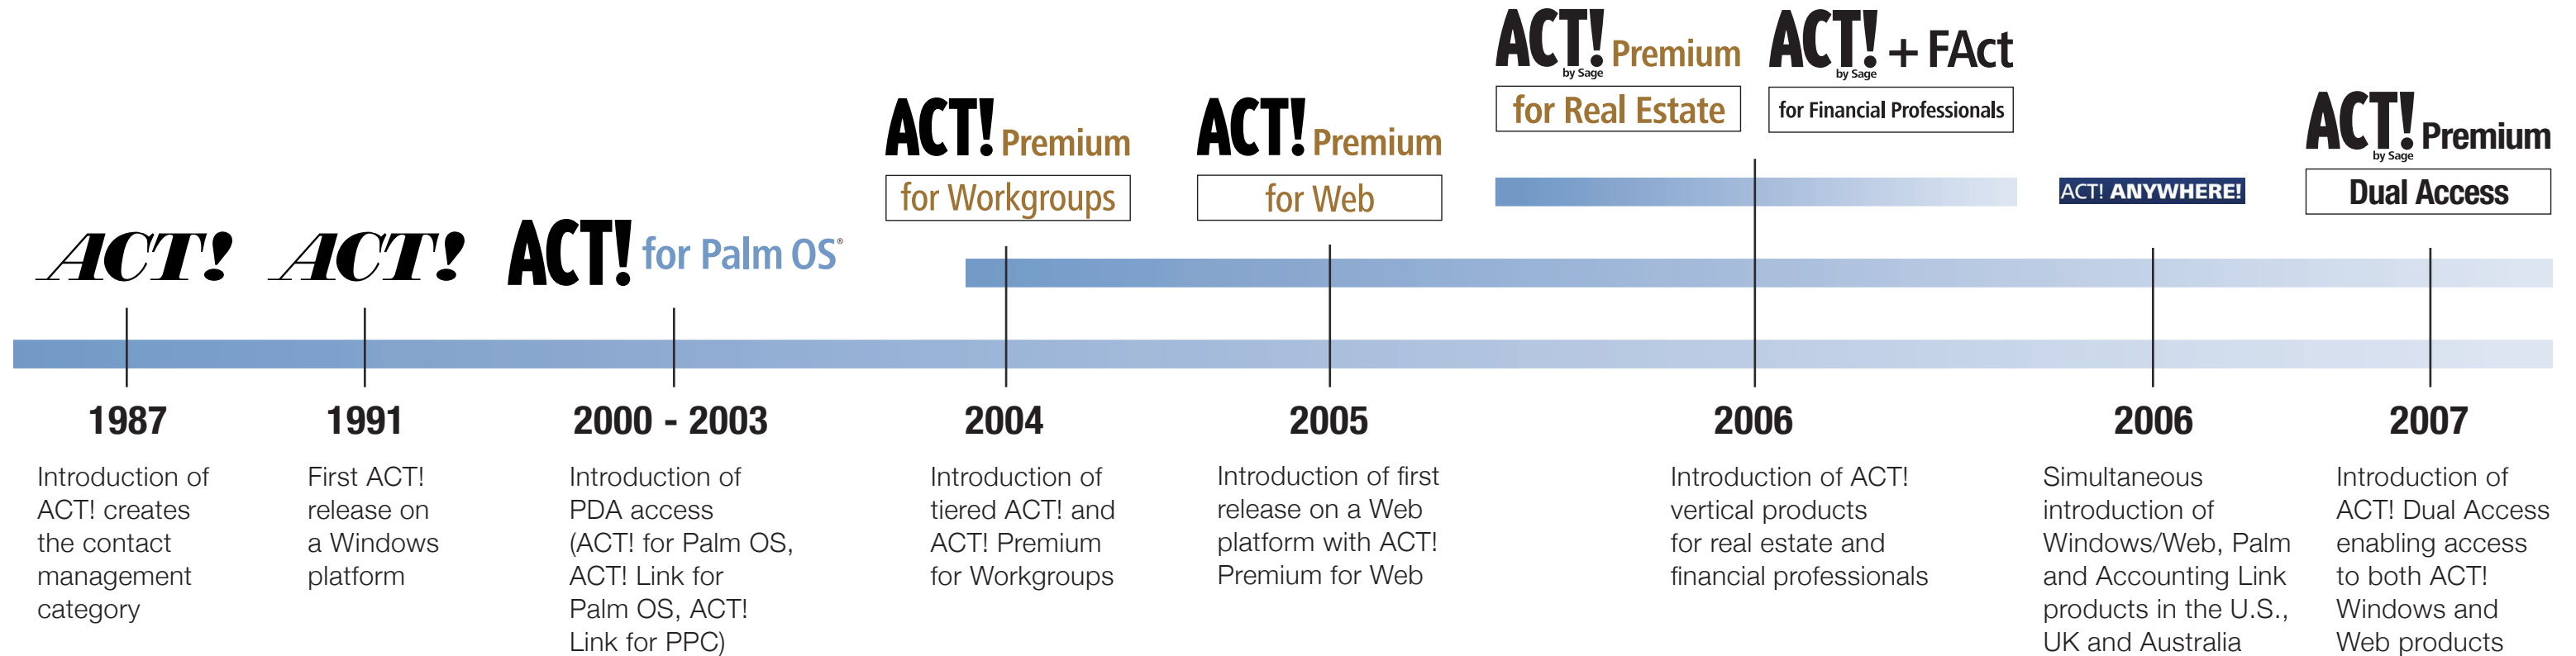 ACT!
ACT!
ACT! for Palm OS®
ACT! Premium
for Workgroups
ACT! Premium
for Web
ACT! Premium
by Sage
for Real Estate
ACT! + FAct
by Sage
for Financial Professionals
ACT! ANYWHERE!
ACT! Premium
by Sage
Dual Access
1987
Introduction of
ACT! creates
the contact
management
category
1991
First ACT!
release on
a Windows
platform
2000 - 2003
Introduction of
PDA access
(ACT! for Palm OS,
ACT! Link for
Palm OS, ACT!
Link for PPC)
2004
Introduction of
tiered ACT! and
ACT! Premium
for Workgroups
2005
Introduction of first
release on a Web
platform with ACT!
Premium for Web
2006
Introduction of ACT!
vertical products
for real estate and
financial professionals
2006
Simultaneous
introduction of
Windows/Web, Palm
and Accounting Link
products in the U.S.,
UK and Australia
2007
Introduction of
ACT! Dual Access
enabling access
to both ACT!
Windows and
Web products